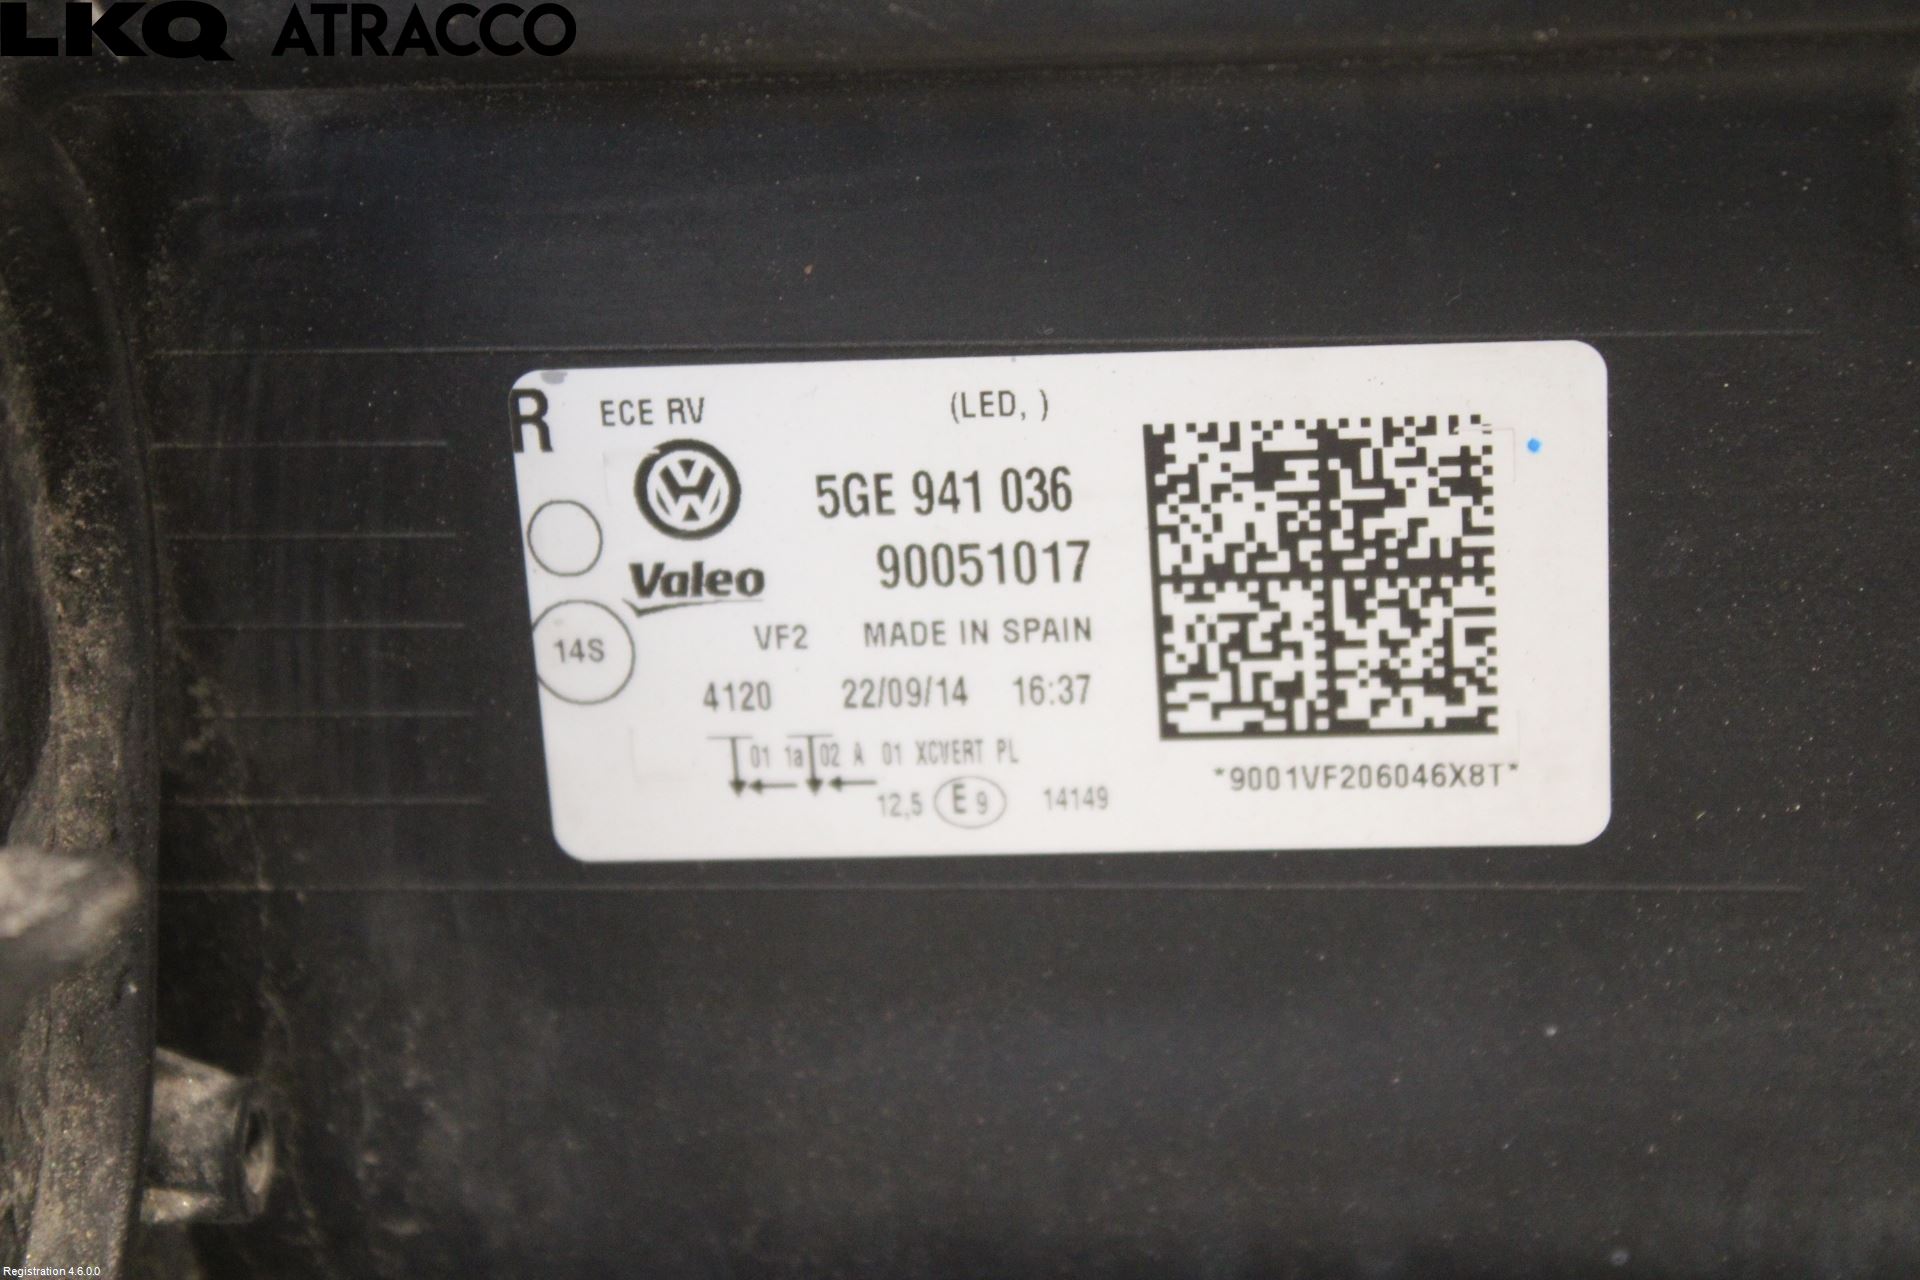 LKQ ATRACCO
R ECE RV (LED, )
5GE 941 036
90051017
Valeo
VF2 MADE IN SPAIN
14S
4120 22/09/14 16:37
01 1a 02 A 01 XCVERT PL
12,5 E 9 14149
*9001VF206046X8T*
Registration 4.6.0.0